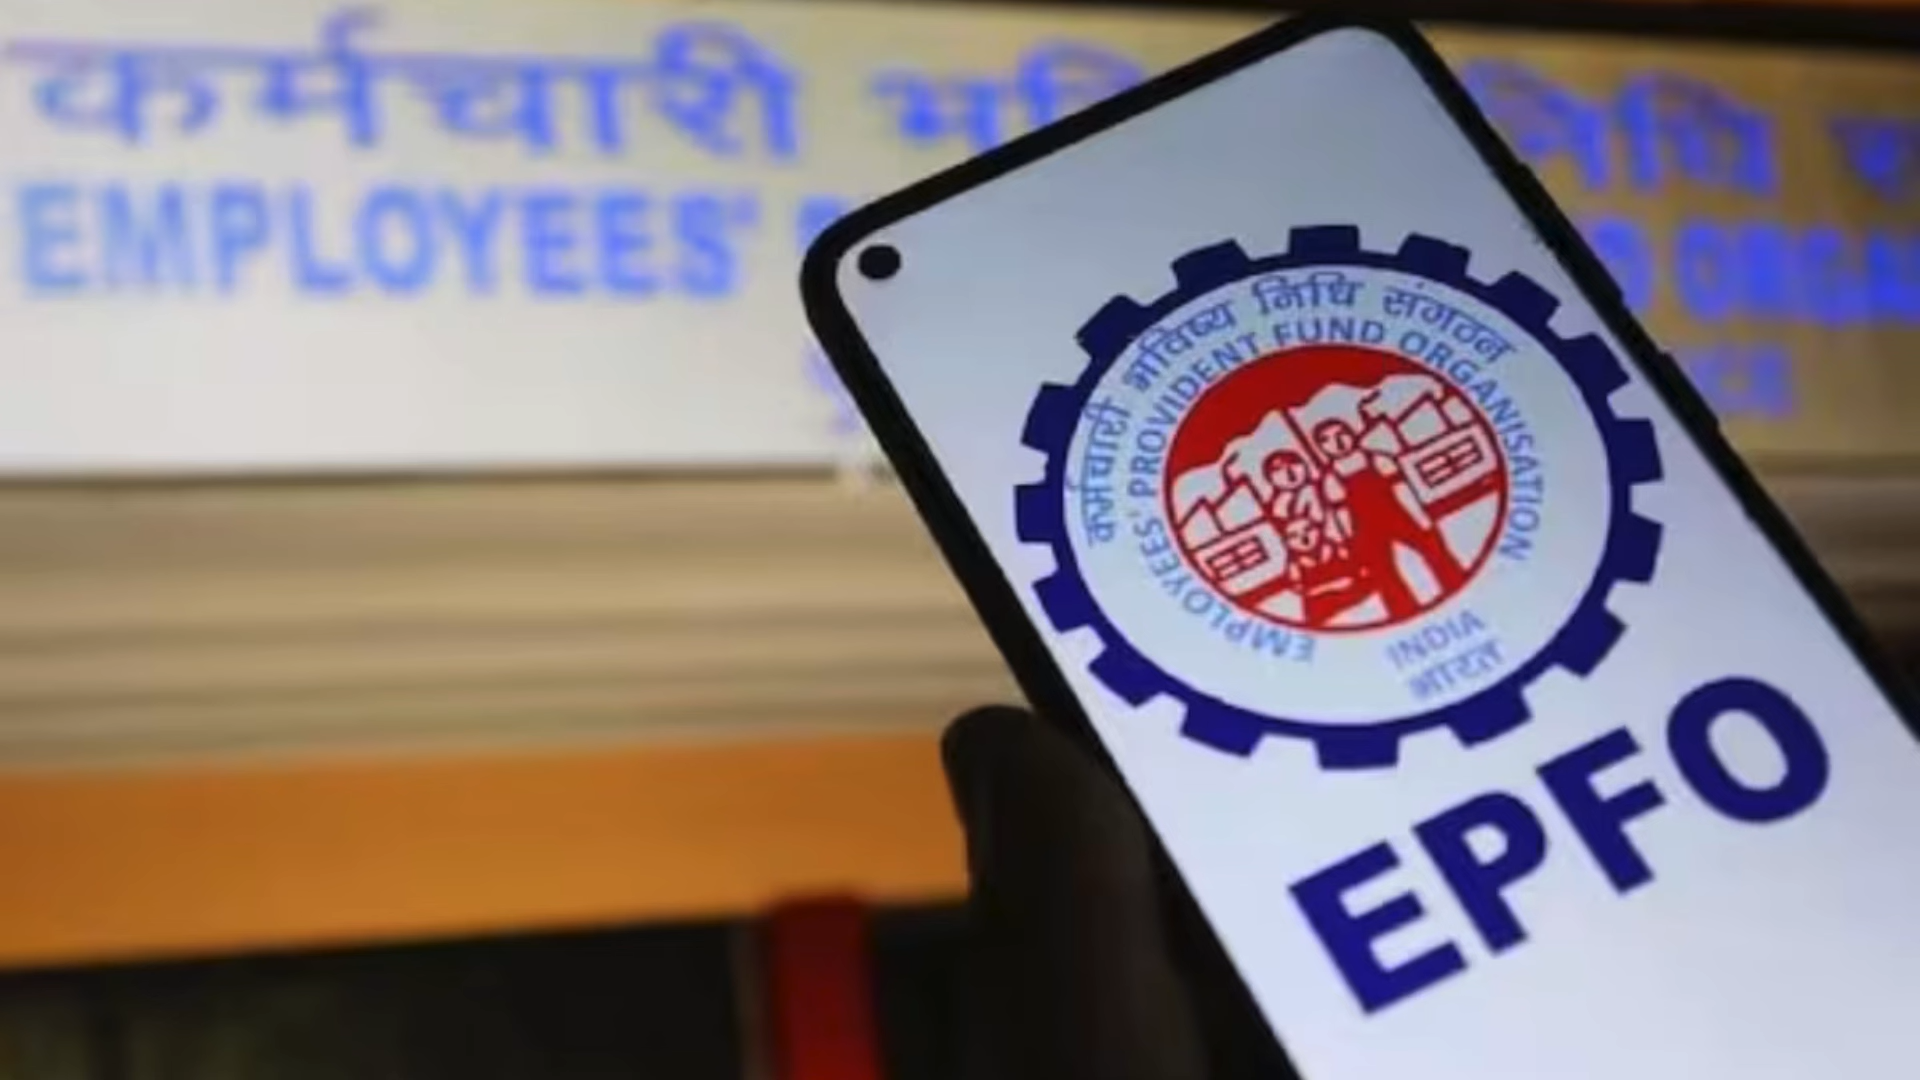 कर्मचारी
EMPLOYEES'
कर्मचारी भविष्य निधि संगठन
EMPLOYEES' PROVIDENT FUND ORGANISATION
INDIA
भारत
EPFO